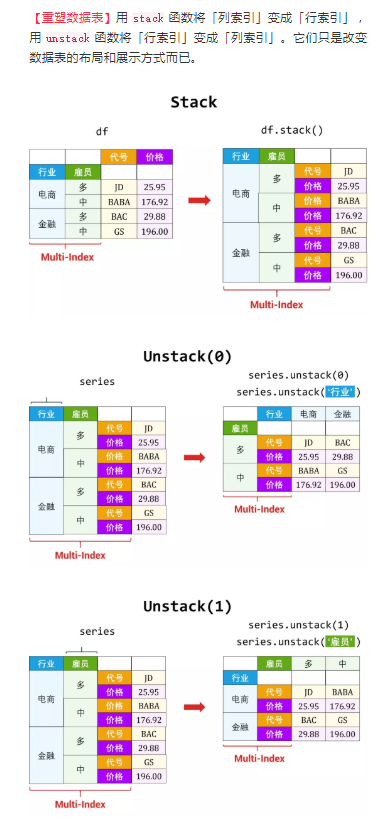 【重塑数据表】用 stack 函数将「列索引」变成「行索引」,
用 unstack 函数将「行索引」变成「列索引」。它们只是改变
数据表的布局和展示方式而已。
Stack
df
df.stack()
代号 价格
行业 雇员
电商 多 JD 25.95
中 BABA 176.92
金融 多 BAC 29.88
中 GS 196.00
Multi-Index
行业 雇员
电商 多 代号 JD
价格 25.95
中 代号 BABA
价格 176.92
金融 多 代号 BAC
价格 29.88
中 代号 GS
价格 196.00
Multi-Index
Unstack(0)
series
series.unstack(0)
series.unstack('行业')
行业 雇员
电商 多 代号 JD
价格 25.95
中 代号 BABA
价格 176.92
金融 多 代号 BAC
价格 29.88
中 代号 GS
价格 196.00
Multi-Index
行业 电商 金融
雇员
多 代号 JD BAC
价格 25.95 29.88
中 代号 BABA GS
价格 176.92 196.00
Multi-Index
Unstack(1)
series
series.unstack(1)
series.unstack('雇员')
行业 雇员
电商 多 代号 JD
价格 25.95
中 代号 BABA
价格 176.92
金融 多 代号 BAC
价格 29.88
中 代号 GS
价格 196.00
Multi-Index
雇员 多 中
行业
电商 代号 JD BABA
价格 25.95 176.92
金融 代号 BAC GS
价格 29.88 196.00
Multi-Index